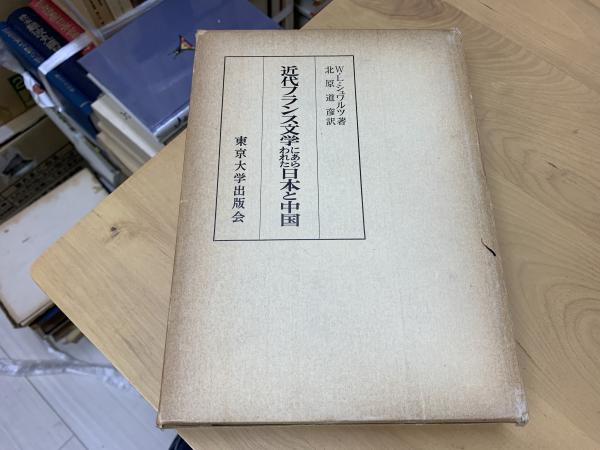 W・L・シュワルツ著
北原道彦訳
近代フランス文学にあらわれた日本と中国
東京大学出版会